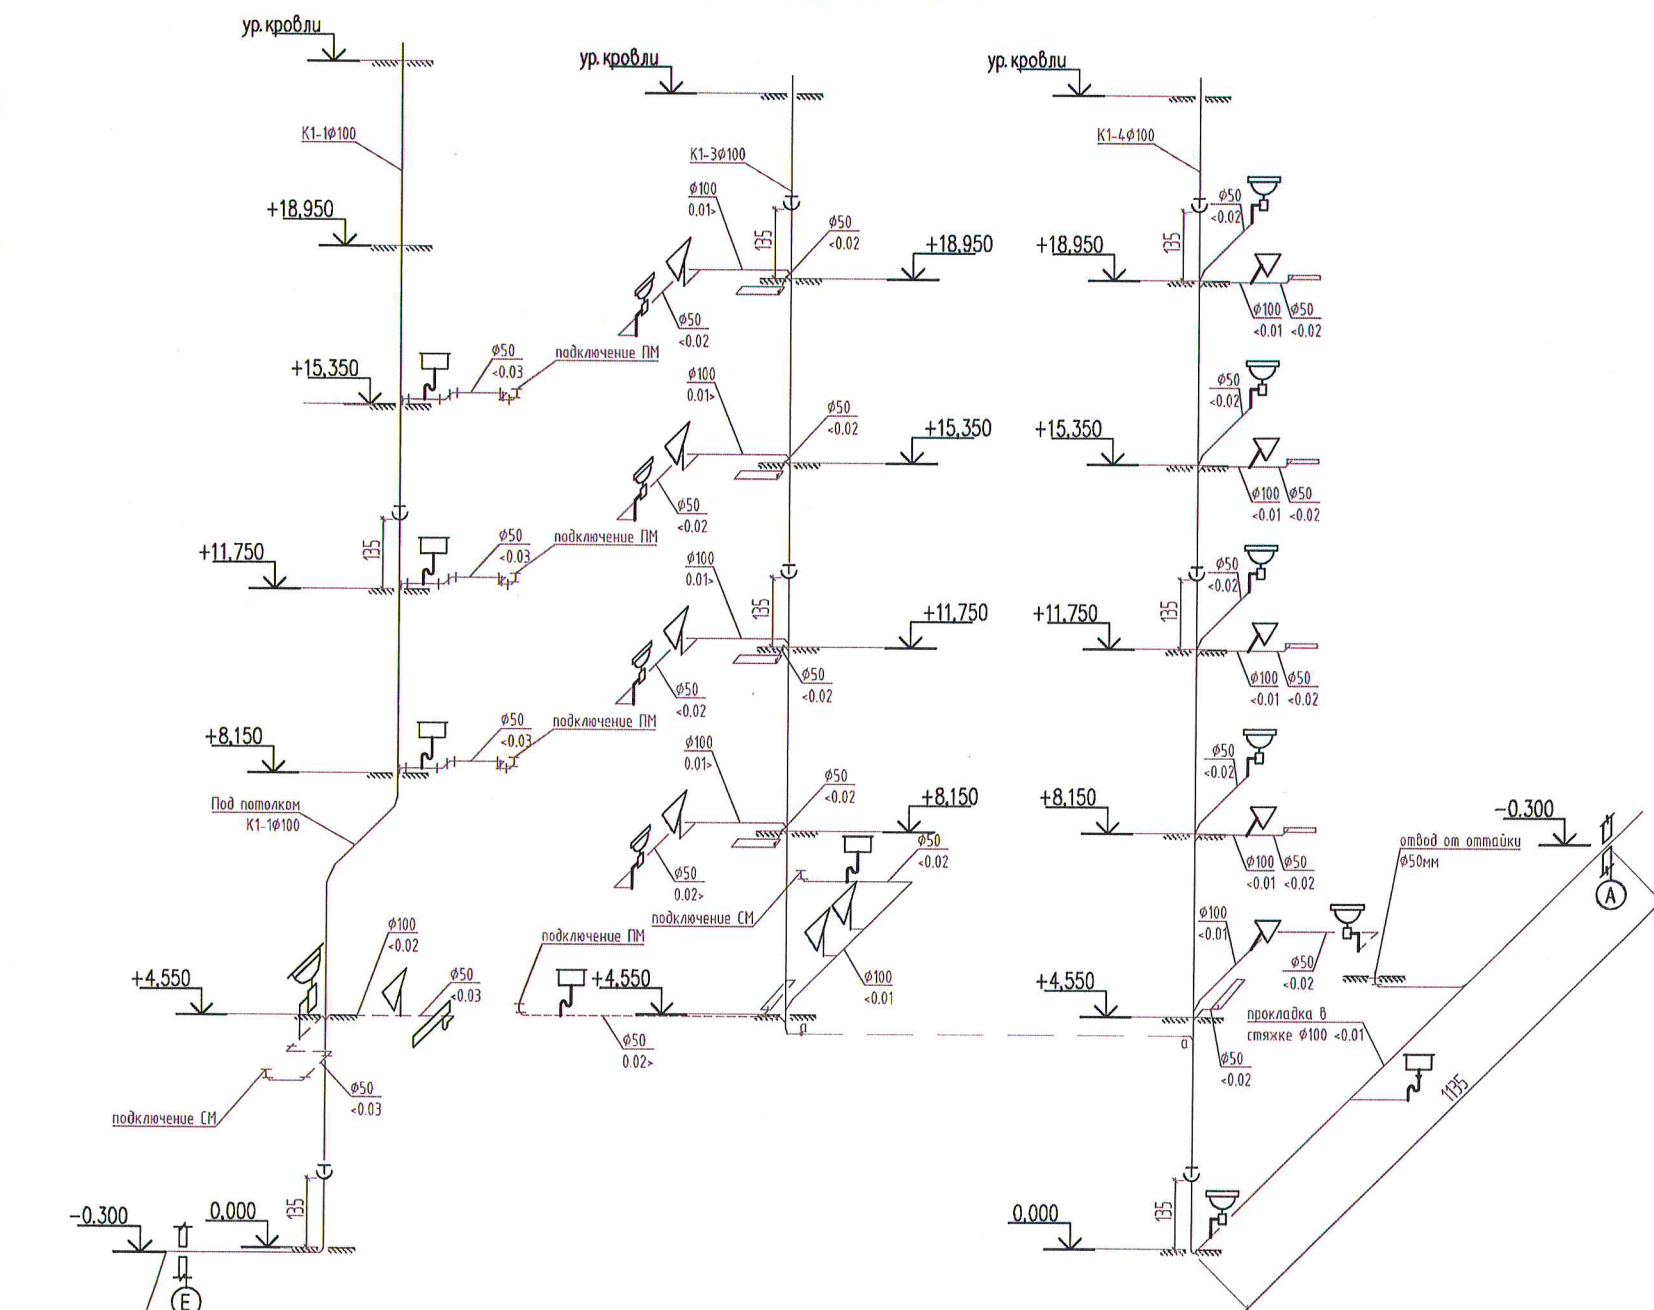 ур. кровли
К1-1ф100
+18,950
+15,350
ф50
<0.03
подключение ПМ
135
+11,750
ф50
<0.03
подключение ПМ
+8,150
ф50
<0.03
подключение ПМ
Под потолком
К1-1ф100
ф100
<0.02
+4,550
ф50
<0.03
ф50
<0.03
подключение СМ
135
-0.300
0,000
Е
ур. кровли
К1-3ф100
ф100
0.01>
135
ф50
<0.02
+18,950
ф50
<0.02
ф100
0.01>
ф50
<0.02
+15,350
ф50
<0.02
ф100
0.01>
135
+11,750
ф50
<0.02
ф50
<0.02
ф100
0.01>
ф50
<0.02
+8,150
ф50
<0.02
ф50
0.02>
подключение СМ
подключение ПМ
+4,550
ф100
<0.01
ф50
0.02>
а
а
ур. кровли
К1-4ф100
ф50
<0.02
135
+18,950
ф100
<0.01
ф50
<0.02
ф50
<0.02
+15,350
ф100
<0.01
ф50
<0.02
ф50
<0.02
135
+11,750
ф100
<0.01
ф50
<0.02
ф50
<0.02
+8,150
ф100
<0.01
ф50
<0.02
-0.300
отвод от оттайки
ф50мм
А
ф100
<0.01
ф50
<0.02
+4,550
прокладка в
стяжке ф100 <0.01
ф50
<0.02
1135
135
0,000